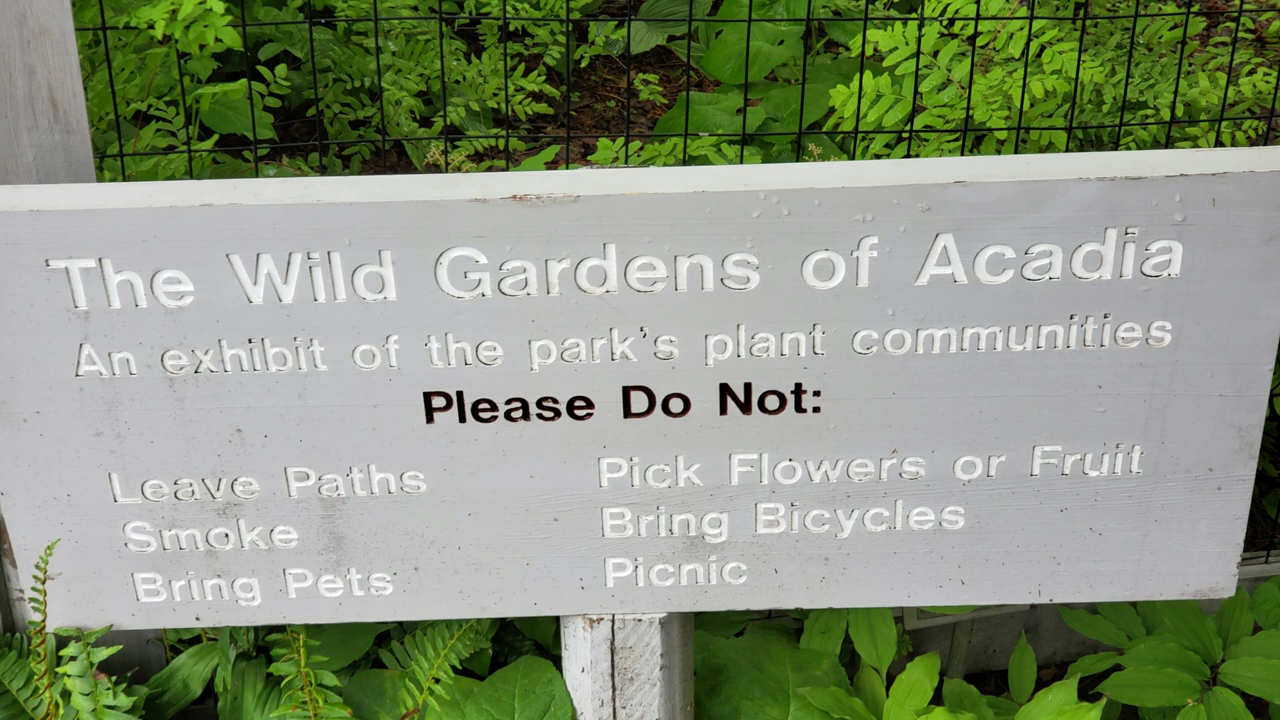 The Wild Gardens of Acadia
An exhibit of the park's plant communities
Please Do Not:
Leave Paths
Smoke
Bring Pets
Pick Flowers or Fruit
Bring Bicycles
Picnic